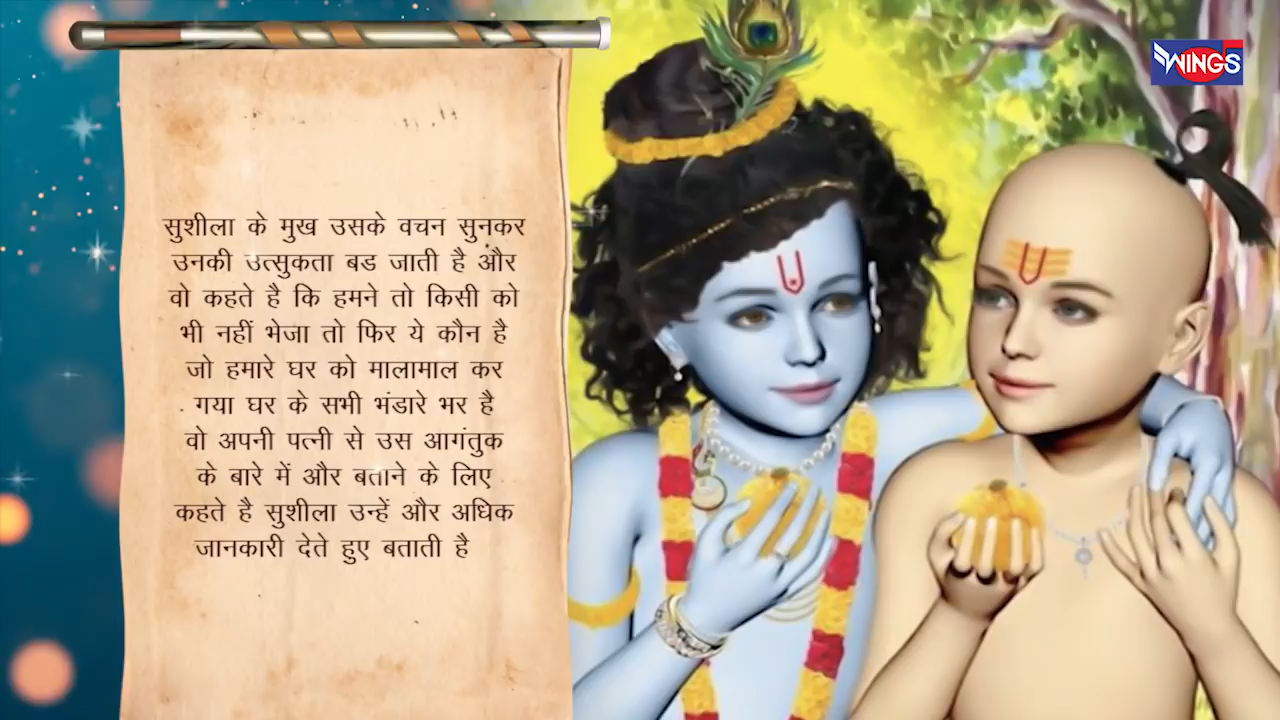 सुशीला के मुख उसके वचन सुनकर
उनकी उत्सुकता बड जाती है और
वो कहते है कि हमने तो किसी को
भी नहीं भेजा तो फिर ये कौन है
जो हमारे घर को मालामाल कर
गया घर के सभी भंडारे भर है
वो अपनी पत्नी से उस आगंतुक
के बारे में और बताने के लिए
कहते है सुशीला उन्हें और अधिक
जानकारी देते हुए बताती है
WINGS